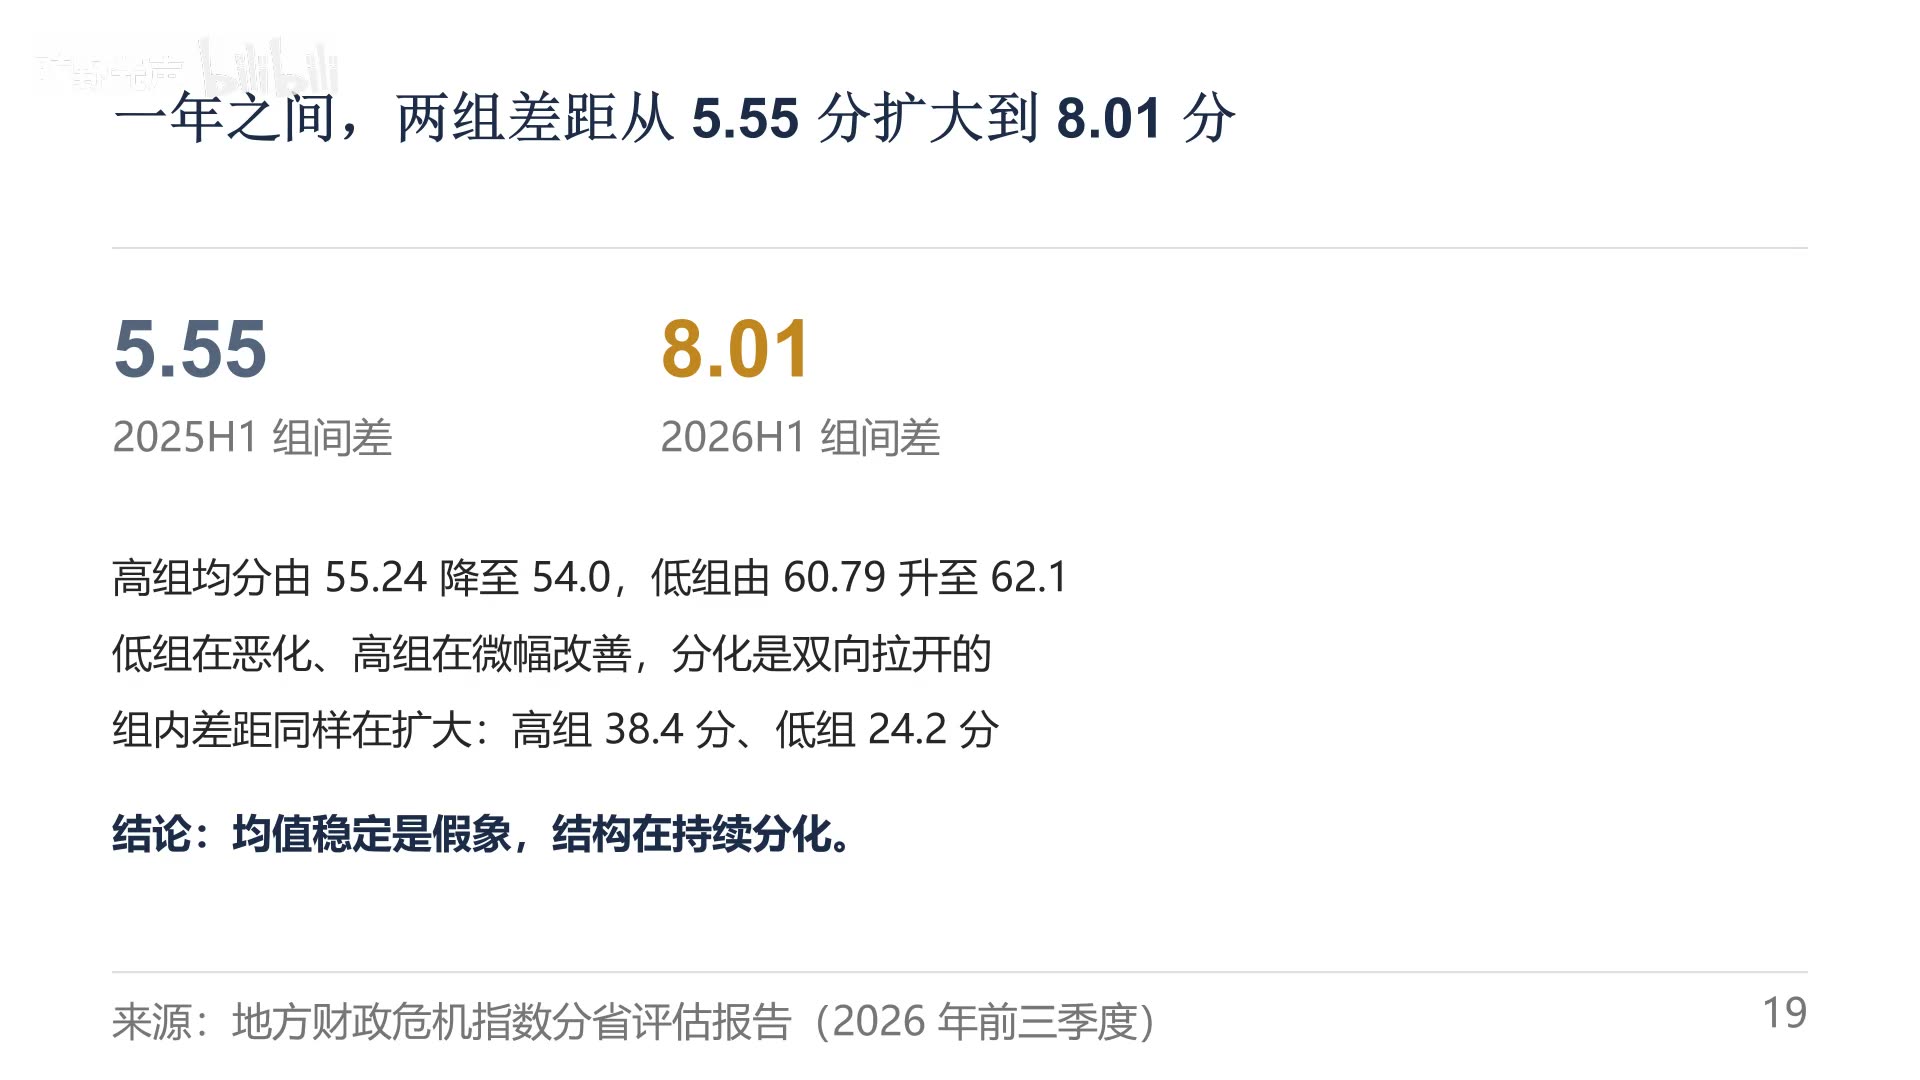 bilibili
一年之间，两组差距从 5.55 分扩大到 8.01 分
5.55
8.01
2025H1 组间差
2026H1 组间差
高组均分由 55.24 降至 54.0，低组由 60.79 升至 62.1
低组在恶化、高组在微幅改善，分化是双向拉开的
组内差距同样在扩大：高组 38.4 分、低组 24.2 分
结论：均值稳定是假象，结构在持续分化。
来源：地方财政危机指数分省评估报告（2026 年前三季度）
19